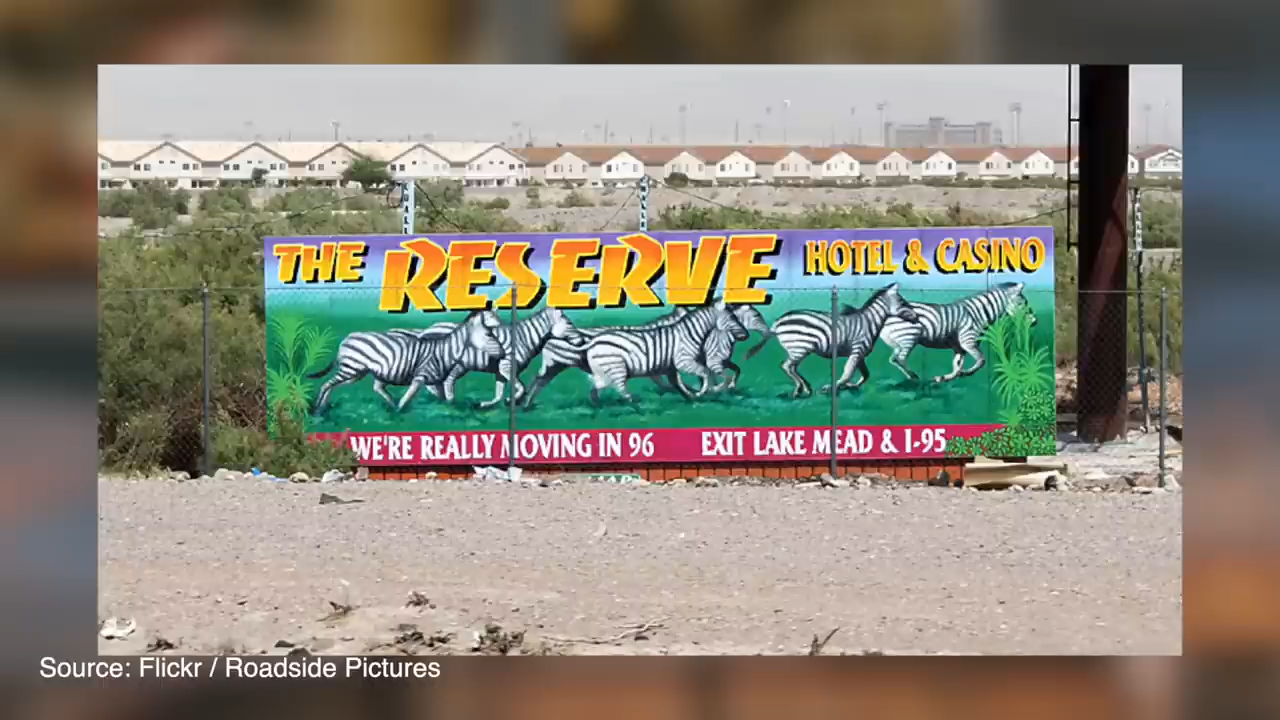 THE RESERVE HOTEL & CASINO
WE'RE REALLY MOVING IN 96 EXIT LAKE MEAD & I-95
Source: Flickr / Roadside Pictures